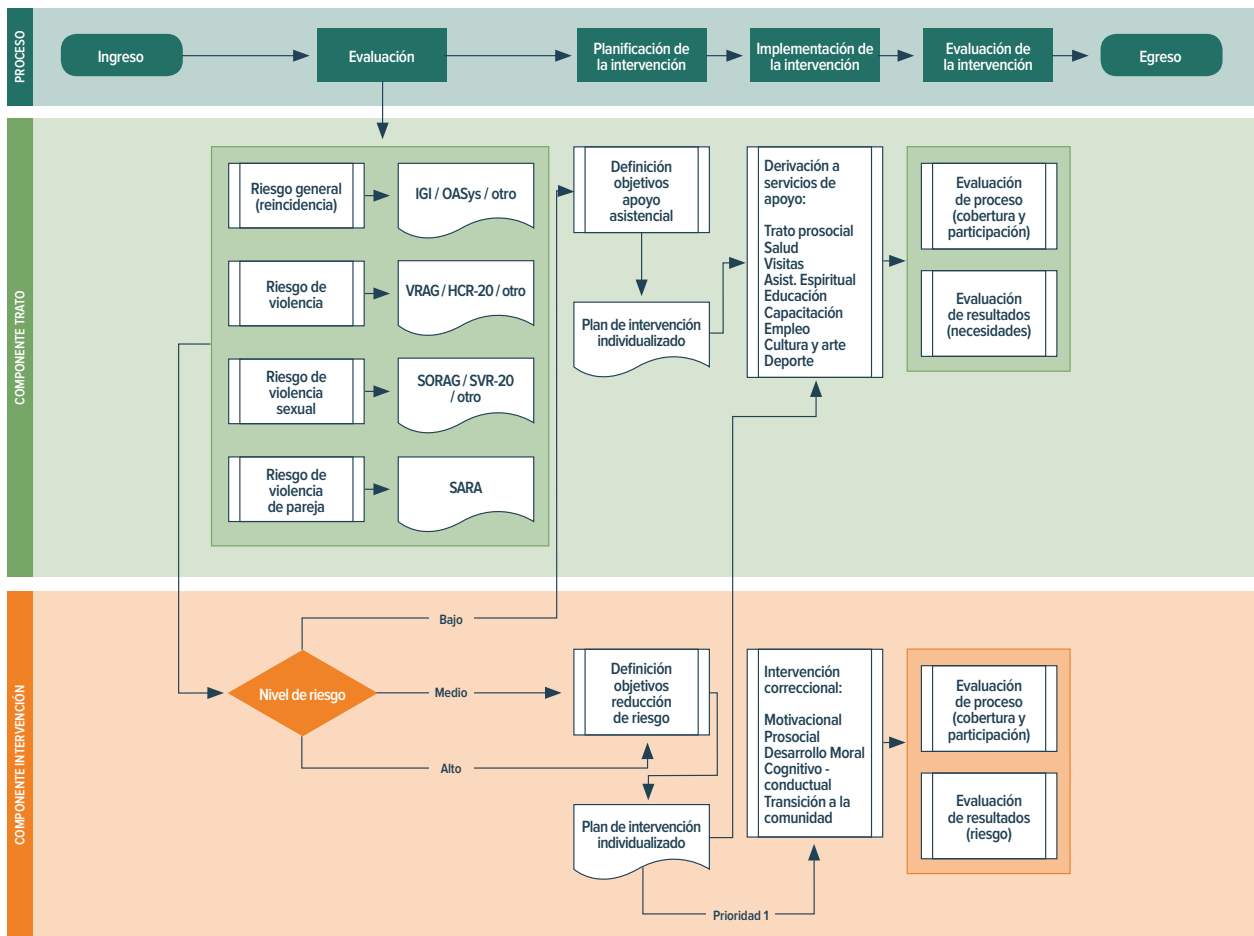 PROCESO
Ingreso
Evaluación
Planificación de
la intervención
Implementación de
la intervención
Evaluación de
la intervención
Egreso
COMPONENTE TRATO
Riesgo general
(reincidencia)
IGI / OASys / otro
Riesgo de
violencia
VRAG / HCR-20 / otro
Riesgo de
violencia
sexual
SORAG / SVR-20
/ otro
Riesgo de
violencia
de pareja
SARA
Definición
objetivos
apoyo
asistencial
Plan de intervención
individualizado
Derivación a
servicios de
apoyo:
Trato prosocial
Salud
Visitas
Asist. Espiritual
Educación
Capacitación
Empleo
Cultura y arte
Deporte
Evaluación
de proceso
(cobertura y
participación)
Evaluación
de resultados
(necesidades)
COMPONENTE INTERVENCIÓN
Nivel de riesgo
Bajo
Medio
Alto
Definición
objetivos
reducción
de riesgo
Plan de intervención
individualizado
Prioridad 1
Intervención
correccional:
Motivacional
Prosocial
Desarrollo Moral
Cognitivo -
conductual
Transición a la
comunidad
Evaluación
de proceso
(cobertura y
participación)
Evaluación
de resultados
(riesgo)